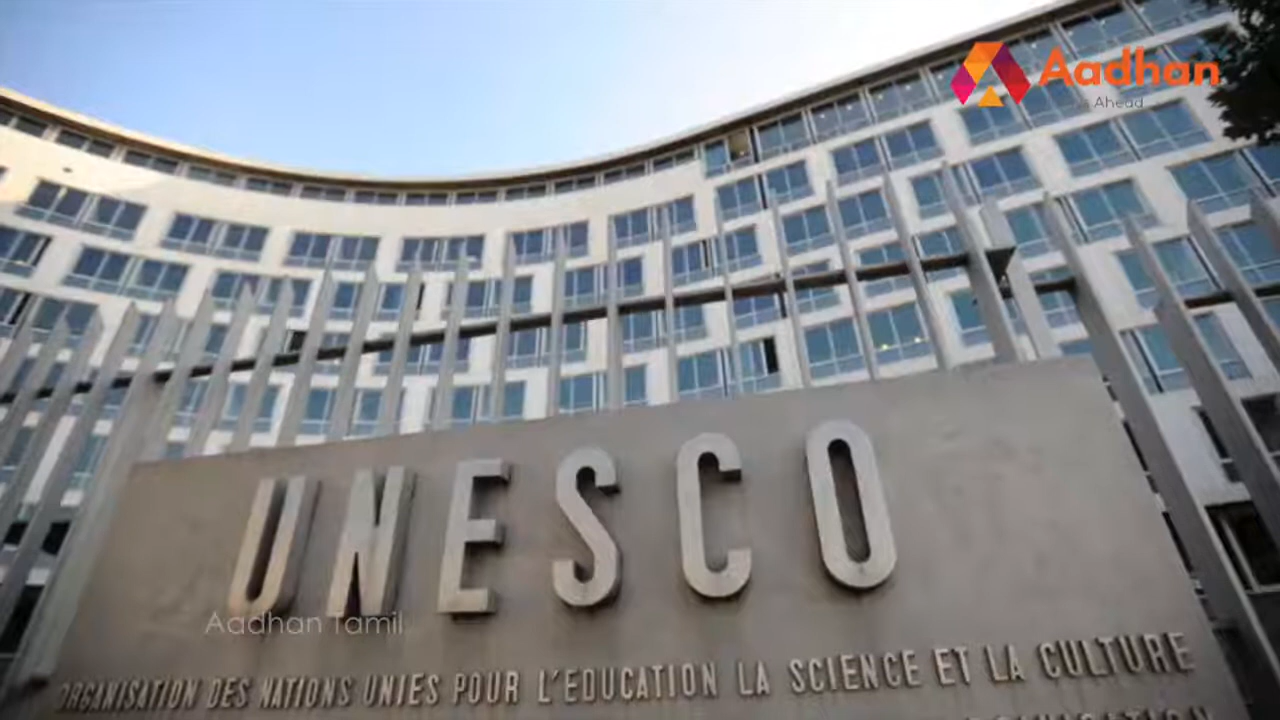 Aadhan
Ahead
UNESCO
Aadhan Tamil
ORGANISATION DES NATIONS UNIES POUR L'EDUCATION LA SCIENCE ET LA CULTURE